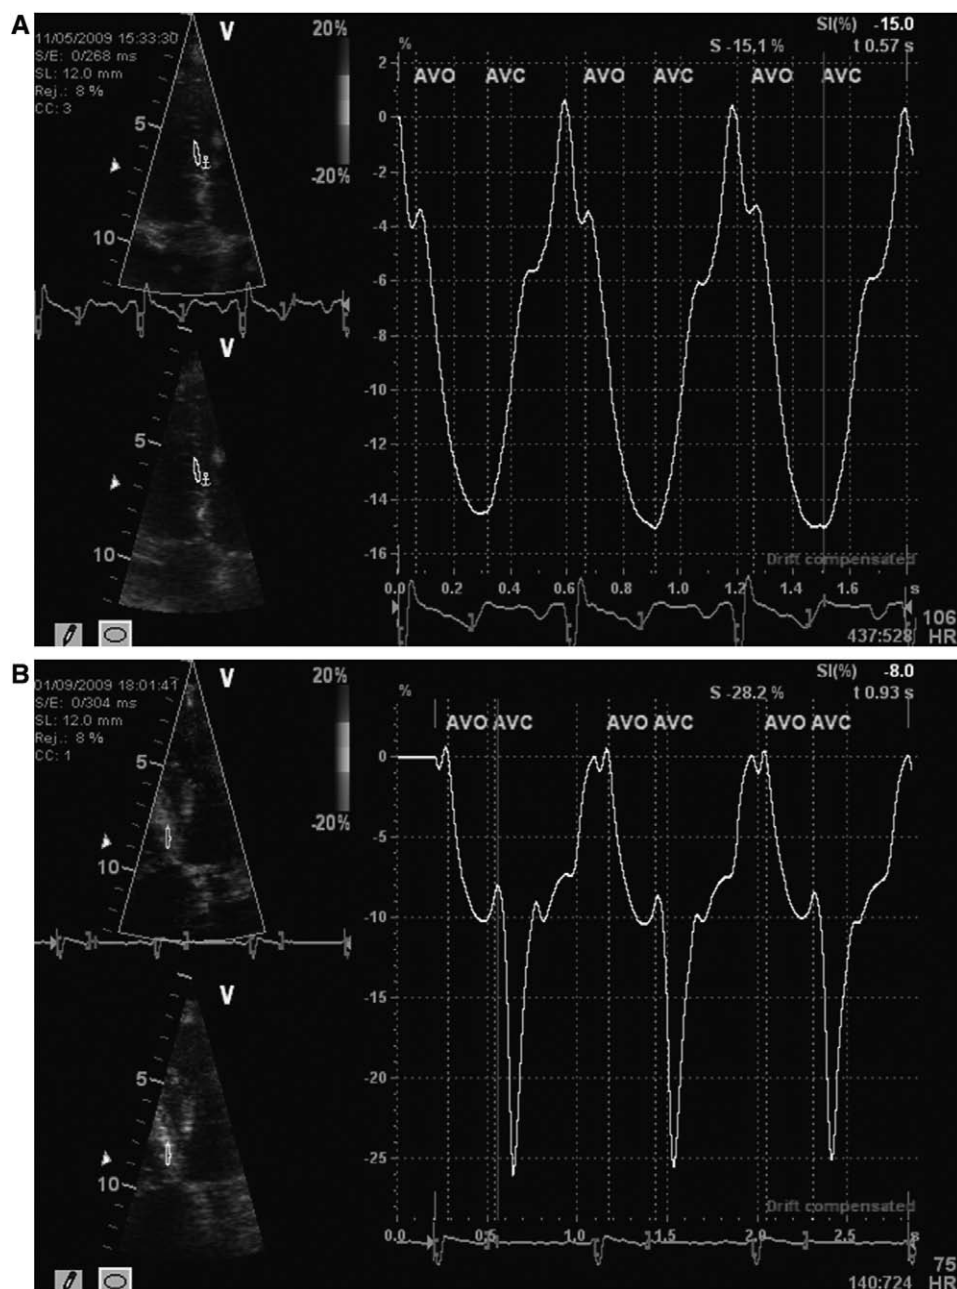 A
11/05/2009 15:33:30
S/E: 0/268 ms
SL: 12.0 mm
Rej.: 8 %
CC: 3
V
20%
-20%
5
10
V
5
10
SI(%) -15.0
% S -15,1 % t 0.57 s
AVO AVC AVO AVC AVO AVC
2
0
-2
-4
-6
-8
-10
-12
-14
-16
Drift compensated
0.0 0.2 0.4 0.6 0.8 1.0 1.2 1.4 1.6 s
106
437:528 HR
B
01/09/2009 18:01:41
S/E: 0/304 ms
SL: 12.0 mm
Rej.: 8 %
CC: 1
V
20%
-20%
5
10
V
5
10
SI(%) -8.0
% S -28.2 % t 0.93 s
AVO AVC AVO AVC AVO AVC
0
-5
-10
-15
-20
-25
Drift compensated
0.0 0.5 1.0 1.5 2.0 2.5 s
75
140:724 HR